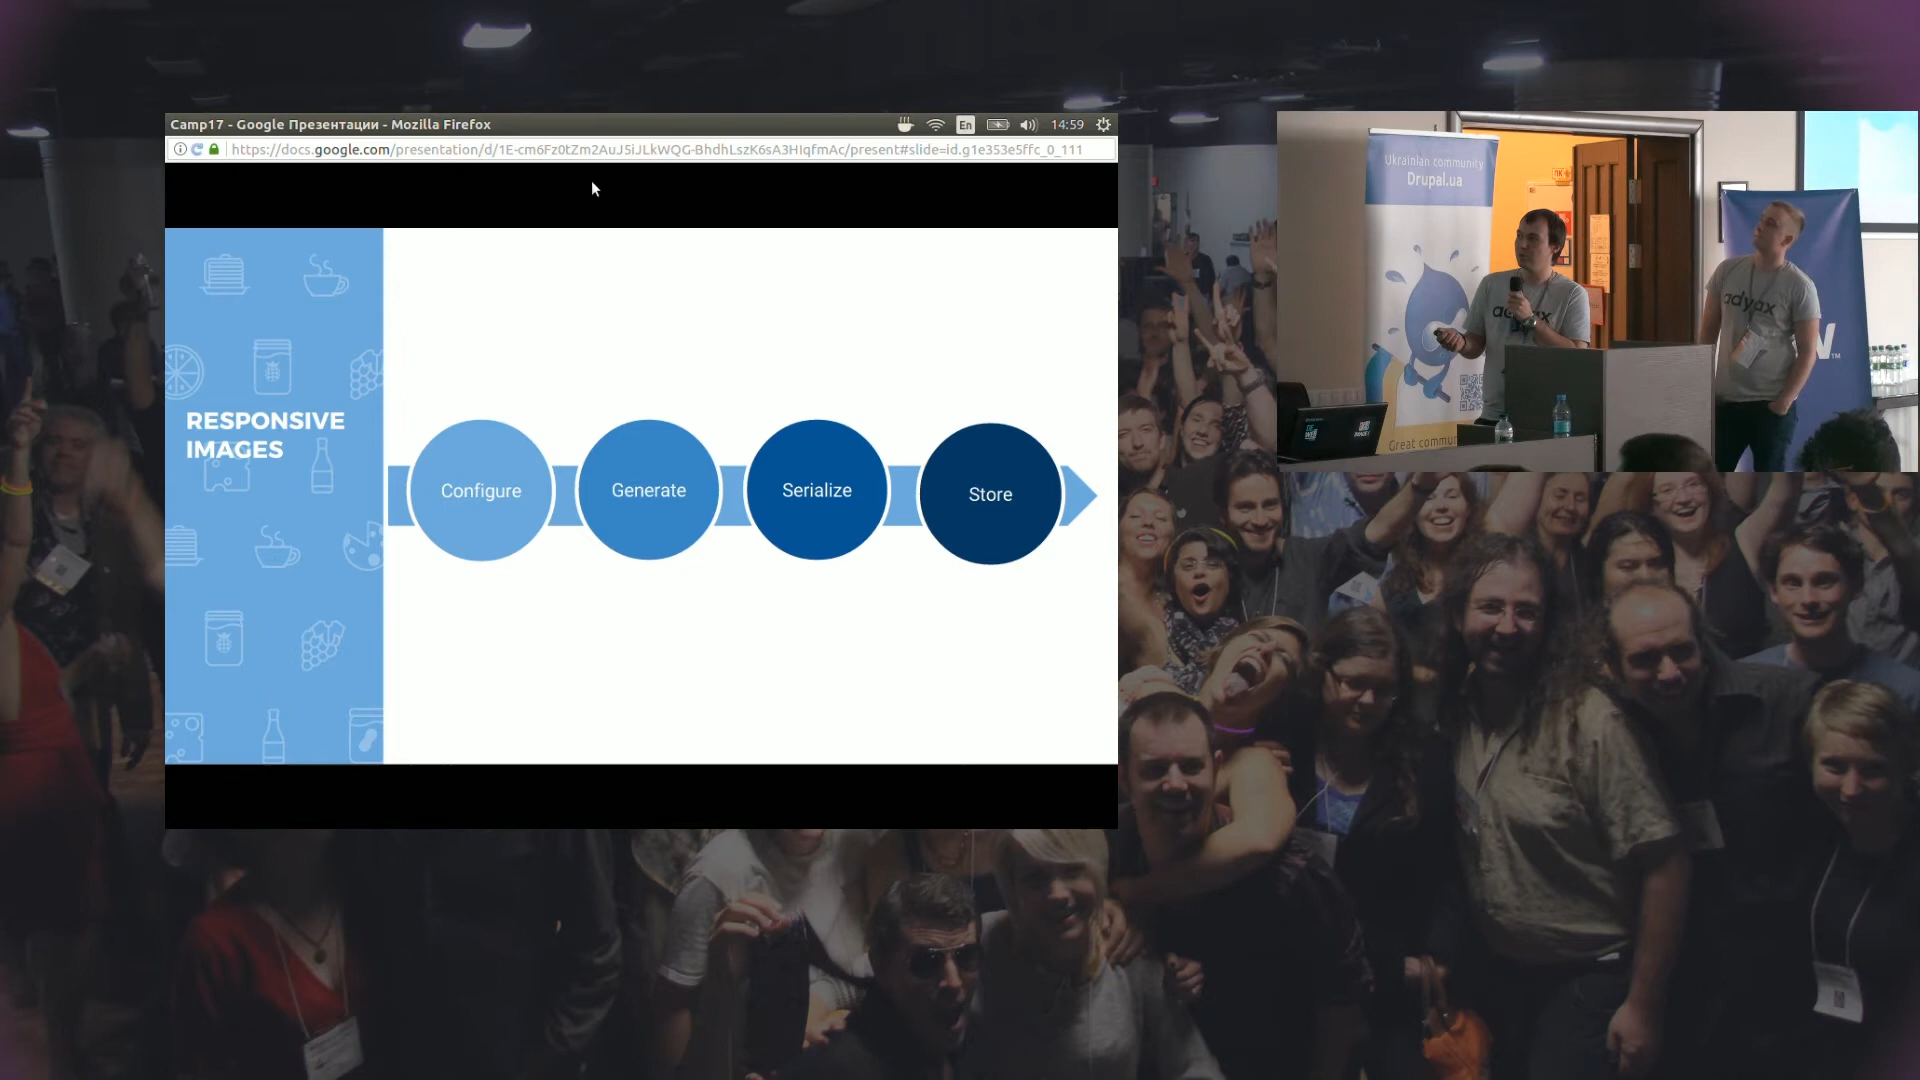 Camp17 - Google Презентации - Mozilla Firefox
En
14:59
https://docs.google.com/presentation/d/1E-cm6Fz0tZm2AuJ5iJLkWQG-BhdhLszK6sA3HIqfmAc/present#slide=id.g1e353e5ffc_0_111
RESPONSIVE
IMAGES
Configure
Generate
Serialize
Store
Ukrainian community
Drupal.ua
adyax
adyax
Great commu